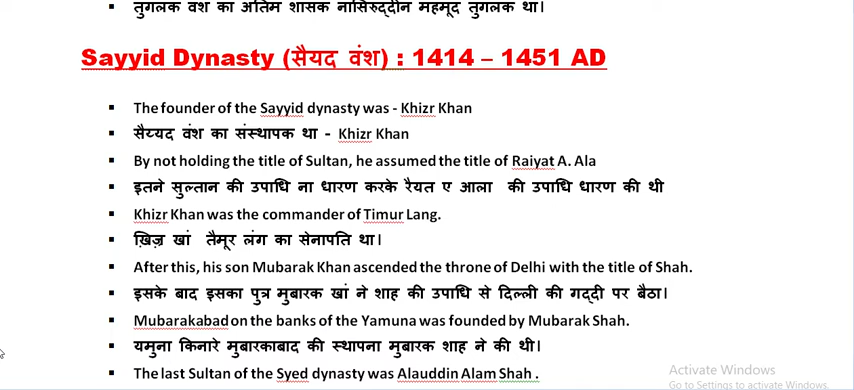 ▪ तुगलक वंश का अंतिम शासक नासिरुद्दीन महमूद तुगलक था।
Sayyid Dynasty (सैयद वंश) : 1414 – 1451 AD
▪ The founder of the Sayyid dynasty was - Khizr Khan
▪ सैय्यद वंश का संस्थापक था - Khizr Khan
▪ By not holding the title of Sultan, he assumed the title of Raiyat A. Ala
▪ इतने सुल्तान की उपाधि ना धारण करके रैयत ए आला की उपाधि धारण की थी
▪ Khizr Khan was the commander of Timur Lang.
▪ ख़िज़्र खां तैमूर लंग का सेनापति था।
▪ After this, his son Mubarak Khan ascended the throne of Delhi with the title of Shah.
▪ इसके बाद इसका पुत्र मुबारक खां ने शाह की उपाधि से दिल्ली की गद्दी पर बैठा।
▪ Mubarakabad on the banks of the Yamuna was founded by Mubarak Shah.
▪ यमुना किनारे मुबारकाबाद की स्थापना मुबारक शाह ने की थी।
▪ The last Sultan of the Syed dynasty was Alauddin Alam Shah .
Activate Windows
Go to Settings to activate Windows.